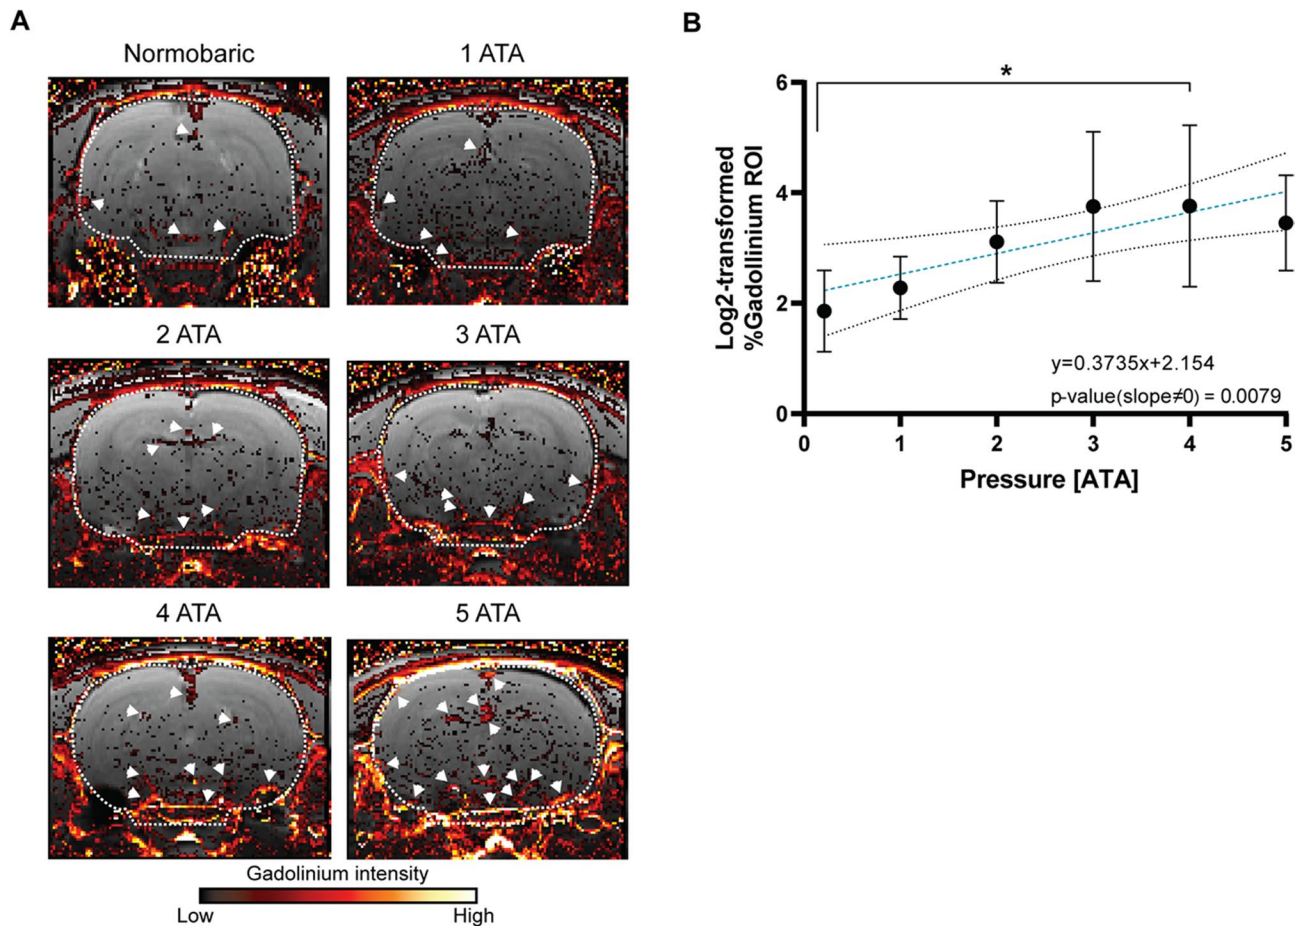 A
Normobaric
1 ATA
2 ATA
3 ATA
4 ATA
5 ATA
Gadolinium intensity
Low
High
B
*
6
4
2
0
Log2-transformed
%Gadollinium ROI
y=0.3735x+2.154
p-value(slope≠0) = 0.0079
0
1
2
3
4
5
Pressure [ATA]